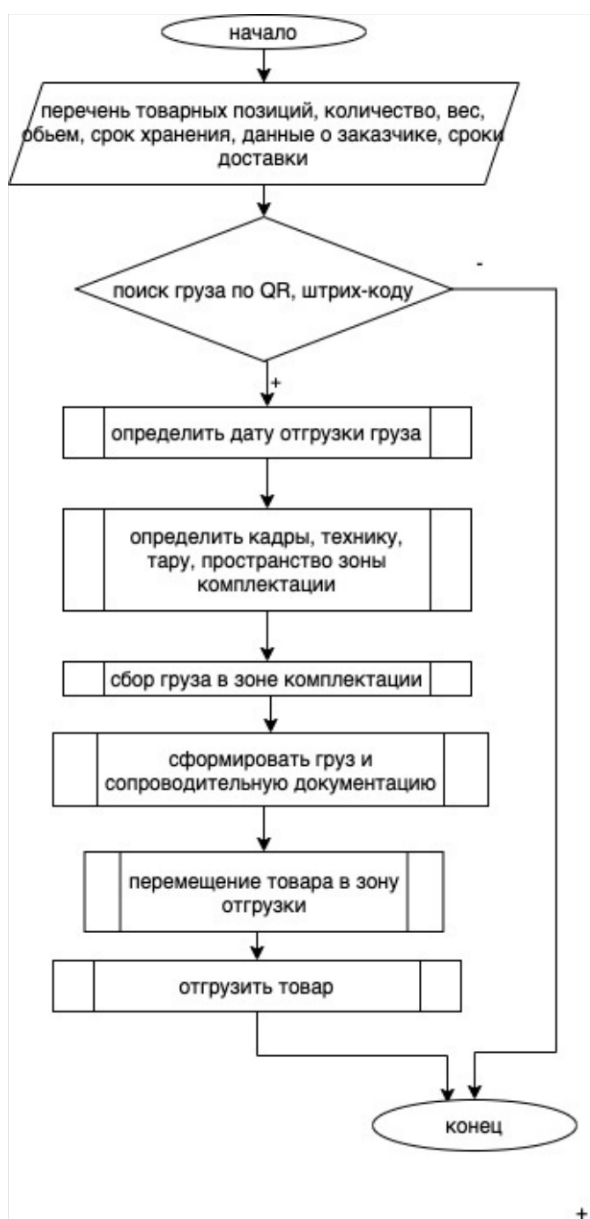 начало
перечень товарных позиций, количество, вес,
обьем, срок хранения, данные о заказчике, сроки
доставки
поиск груза по QR, штрих-коду
-
+
определить дату отгрузки груза
определить кадры, технику,
тару, пространство зоны
комплектации
сбор груза в зоне комплектации
сформировать груз и
сопроводительную документацию
перемещение товара в зону
отгрузки
отгрузить товар
конец
+